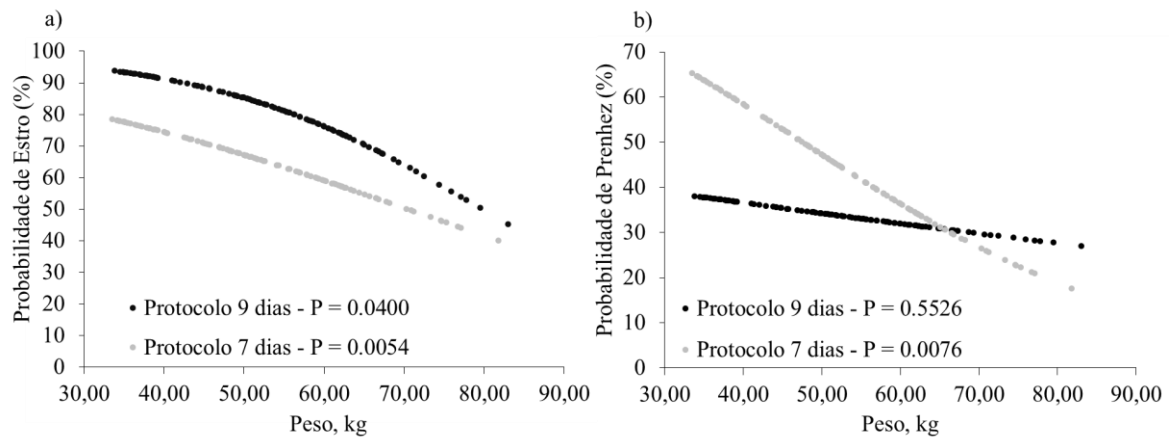 a)
Probabilidade de Estro (%)
100
90
80
70
60
50
40
30
20
10
0
Protocolo 9 dias - P = 0.0400
Protocolo 7 dias - P = 0.0054
30,00 40,00 50,00 60,00 70,00 80,00 90,00
Peso, kg
b)
Probabilidade de Prenhez (%)
70
60
50
40
30
20
10
0
Protocolo 9 dias - P = 0.5526
Protocolo 7 dias - P = 0.0076
30,00 40,00 50,00 60,00 70,00 80,00 90,00
Peso, kg